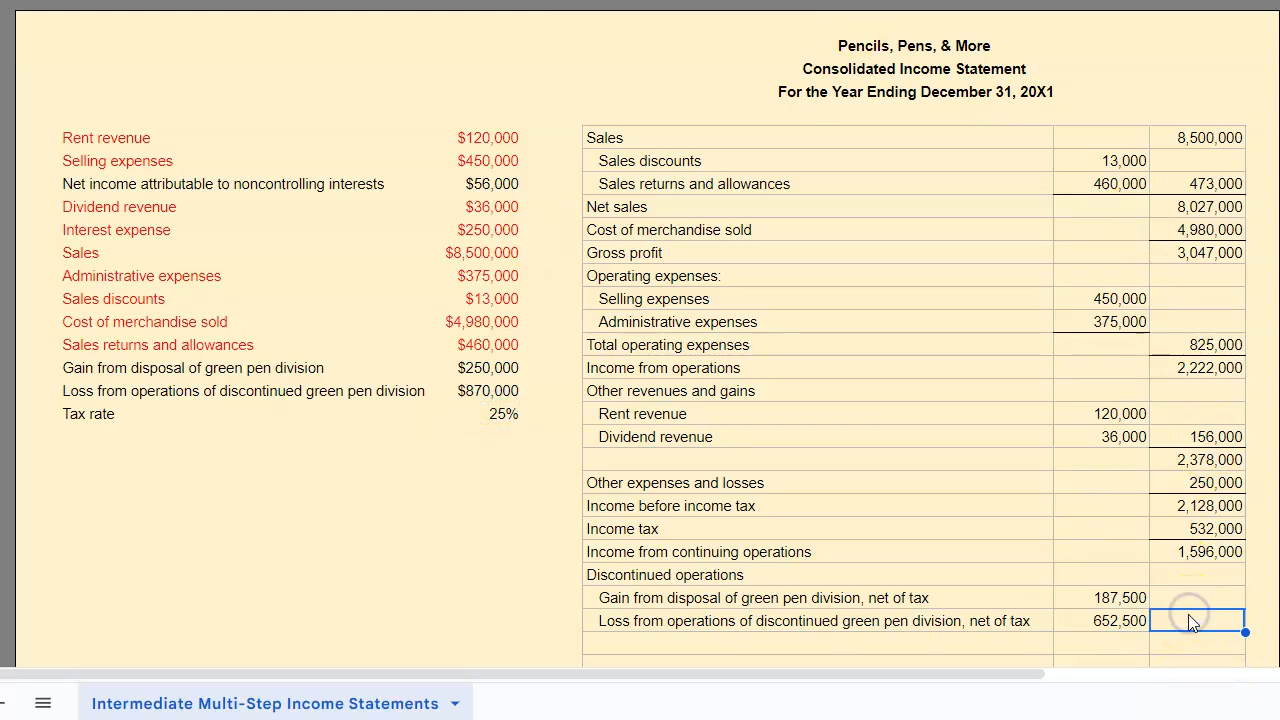 Pencils, Pens, & More
Consolidated Income Statement
For the Year Ending December 31, 20X1
Rent revenue $120,000
Selling expenses $450,000
Net income attributable to noncontrolling interests $56,000
Dividend revenue $36,000
Interest expense $250,000
Sales $8,500,000
Administrative expenses $375,000
Sales discounts $13,000
Cost of merchandise sold $4,980,000
Sales returns and allowances $460,000
Gain from disposal of green pen division $250,000
Loss from operations of discontinued green pen division $870,000
Tax rate 25%
Sales 8,500,000
Sales discounts 13,000
Sales returns and allowances 460,000 473,000
Net sales 8,027,000
Cost of merchandise sold 4,980,000
Gross profit 3,047,000
Operating expenses:
Selling expenses 450,000
Administrative expenses 375,000
Total operating expenses 825,000
Income from operations 2,222,000
Other revenues and gains
Rent revenue 120,000
Dividend revenue 36,000 156,000
2,378,000
Other expenses and losses 250,000
Income before income tax 2,128,000
Income tax 532,000
Income from continuing operations 1,596,000
Discontinued operations
Gain from disposal of green pen division, net of tax 187,500
Loss from operations of discontinued green pen division, net of tax 652,500
Intermediate Multi-Step Income Statements